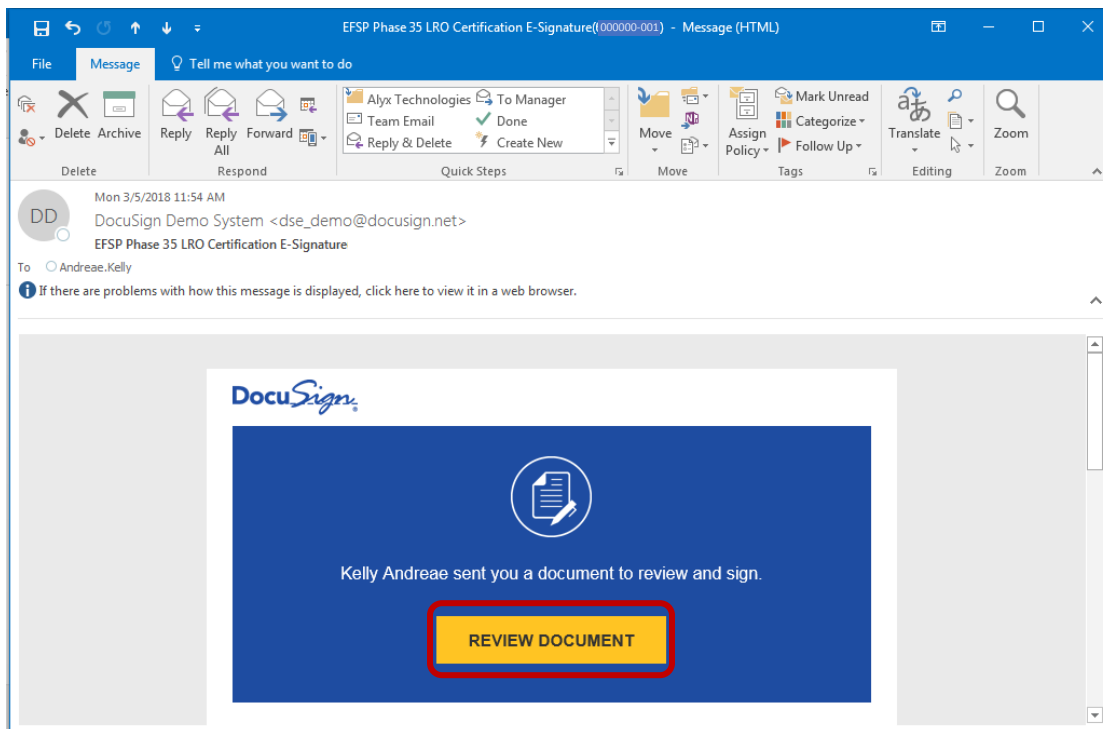 EFSP Phase 35 LRO Certification E-Signature(I000000-001) - Message (HTML)
File Message Tell me what you want to do
Delete Archive
Reply Reply All Forward
Alyx Technologies To Manager
Team Email Done
Reply & Delete Create New
Move
Assign Policy
Mark Unread
Categorize
Follow Up
Translate
Zoom
Delete Respond Quick Steps Move Tags Editing Zoom
Mon 3/5/2018 11:54 AM
DD
DocuSign Demo System <dse_demo@docusign.net>
EFSP Phase 35 LRO Certification E-Signature
To Andreae.Kelly
If there are problems with how this message is displayed, click here to view it in a web browser.
DocuSign
Kelly Andreae sent you a document to review and sign.
REVIEW DOCUMENT